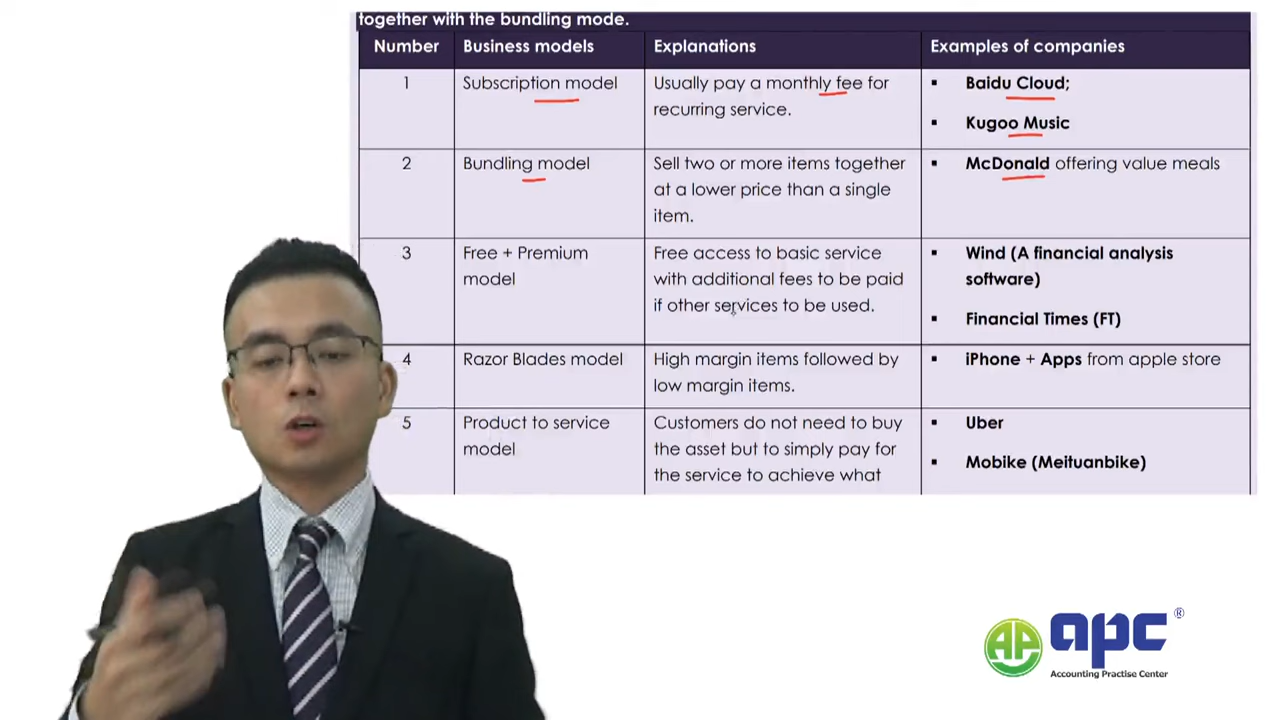 together with the bundling mode.
Number Business models Explanations Examples of companies
1 Subscription model Usually pay a monthly fee for ▪ Baidu Cloud;
recurring service.
▪ Kugoo Music
2 Bundling model Sell two or more items together ▪ McDonald offering value meals
at a lower price than a single
item.
3 Free + Premium Free access to basic service ▪ Wind (A financial analysis
model with additional fees to be paid software)
if other services to be used.
▪ Financial Times (FT)
4 Razor Blades model High margin items followed by ▪ iPhone + Apps from apple store
low margin items.
5 Product to service Customers do not need to buy ▪ Uber
model the asset but to simply pay for
▪ Mobike (Meituanbike)
the service to achieve what
AP apc ®
Accounting Practise Center